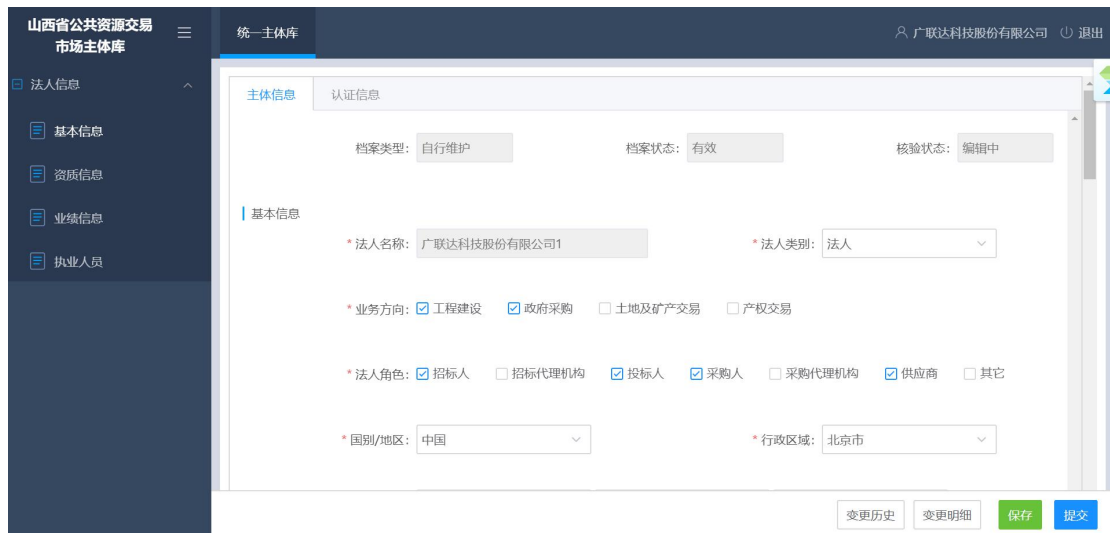 山西省公共资源交易
市场主体库
统一主体库
广联达科技股份有限公司 退出
法人信息
基本信息
资质信息
业绩信息
执业人员
主体信息 认证信息
档案类型: 自行维护 档案状态: 有效 核验状态: 编辑中
基本信息
* 法人名称: 广联达科技股份有限公司1 * 法人类别: 法人
* 业务方向: 工程建设 政府采购 土地及矿产交易 产权交易
* 法人角色: 招标人 招标代理机构 投标人 采购人 采购代理机构 供应商 其它
* 国别/地区: 中国 * 行政区域: 北京市
变更历史 变更明细 保存 提交